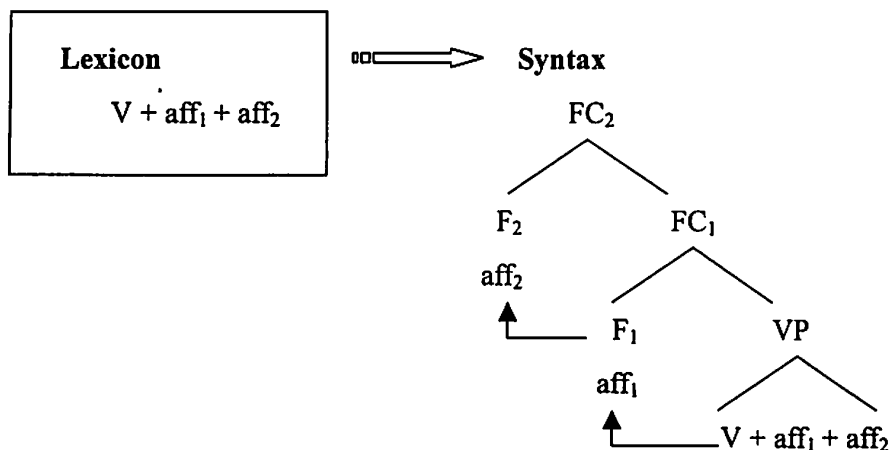 Lexicon
V + aff₁ + aff₂
Syntax
FC₂
F₂ FC₁
aff₂
F₁ VP
aff₁
V + aff₁ + aff₂